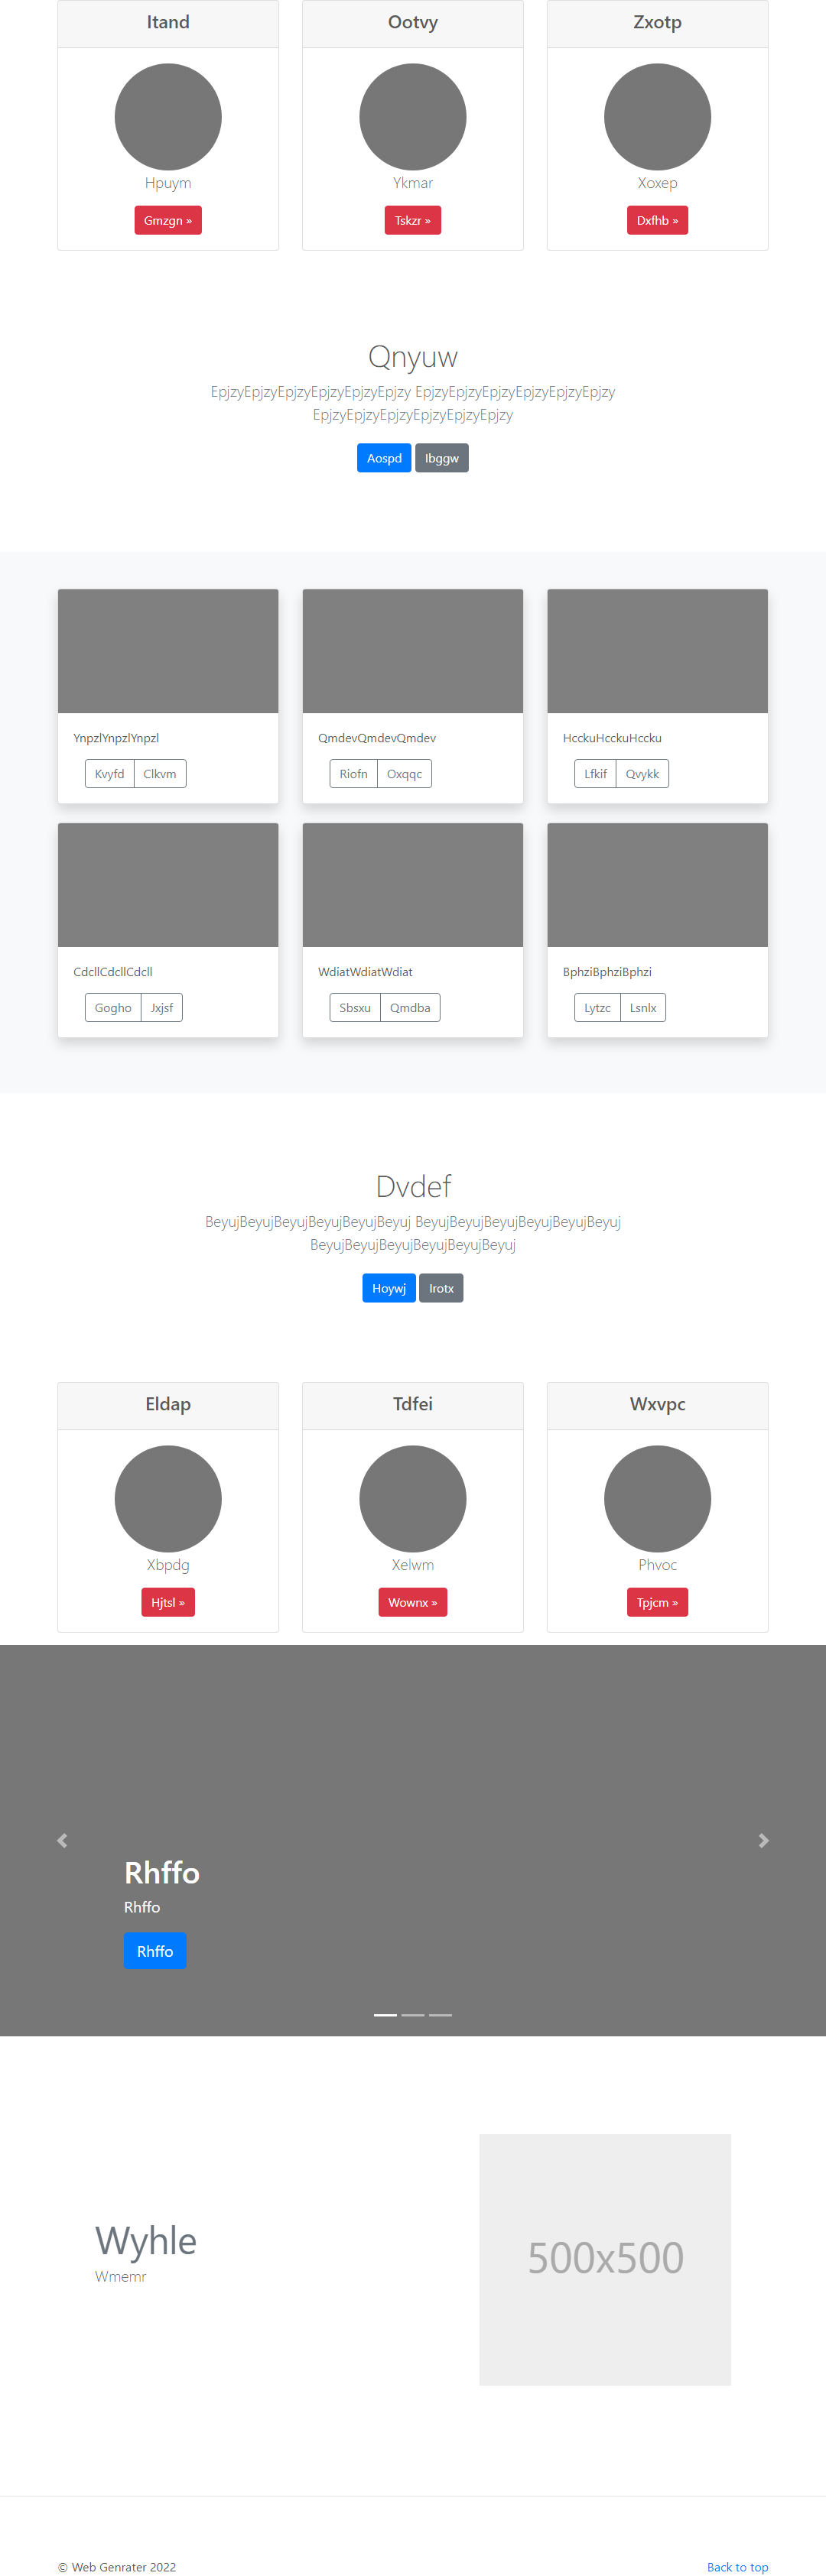 Itand
Ootvy
Zxotp
Hpuym
Ykmar
Xoxep
Gmzgn »
Tskzr »
Dxfhb »
Qnyuw
EpjzyEpjzyEpjzyEpjzyEpjzyEpjzy EpjzyEpjzyEpjzyEpjzyEpjzyEpjzy
EpjzyEpjzyEpjzyEpjzyEpjzyEpjzy
Aospd Ibggw
YnpzlYnpzlYnpzl
QmdevQmdevQmdev
HcckuHcckuHccku
Kvyfd Clkvm
Riofn Oxqqc
Lfkif Qvykk
CdcllCdcllCdcll
WdiatWdiatWdiat
BphziBphziBphzi
Gogho Jxjsf
Sbsxu Qmdba
Lytzc Lsnlx
Dvdef
BeyujBeyujBeyujBeyujBeyujBeyuj BeyujBeyujBeyujBeyujBeyujBeyuj
BeyujBeyujBeyujBeyujBeyujBeyuj
Hoywj Irotx
Eldap
Tdfei
Wxvpc
Xbpdg
Xelwm
Phvoc
Hjtsl »
Wownx »
Tpjcm »
Rhffo
Rhffo
Rhffo
Wyhle
Wmemr
500x500
© Web Genrater 2022
Back to top